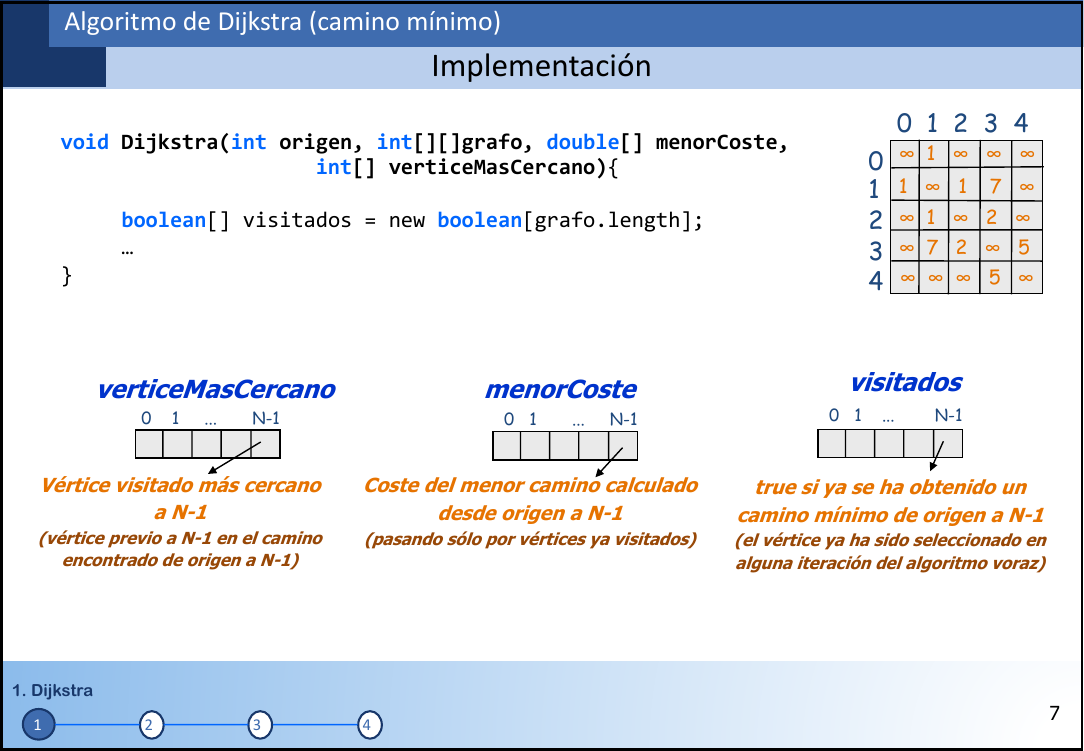 Algoritmo de Dijkstra (camino mínimo)
Implementación
void Dijkstra(int origen, int[][]grafo, double[] menorCoste,
int[] verticeMasCercano){
boolean[] visitados = new boolean[grafo.length];
…
}
0 1 2 3 4
0 ∞ 1 ∞ ∞ ∞
1 1 ∞ 1 7 ∞
2 ∞ 1 ∞ 2 ∞
3 ∞ 7 2 ∞ 5
4 ∞ ∞ ∞ 5 ∞
verticeMasCercano
0 1 ... N-1
Vértice visitado más cercano
a N-1
(vértice previo a N-1 en el camino
encontrado de origen a N-1)
menorCoste
0 1 ... N-1
Coste del menor camino calculado
desde origen a N-1
(pasando sólo por vértices ya visitados)
visitados
0 1 ... N-1
true si ya se ha obtenido un
camino mínimo de origen a N-1
(el vértice ya ha sido seleccionado en
alguna iteración del algoritmo voraz)
1. Dijkstra
1 2 3 4
7